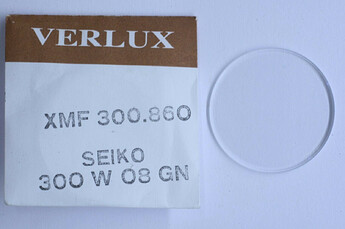 VERLUX
XMF 300.860
SEIKO
300 W 08 GN